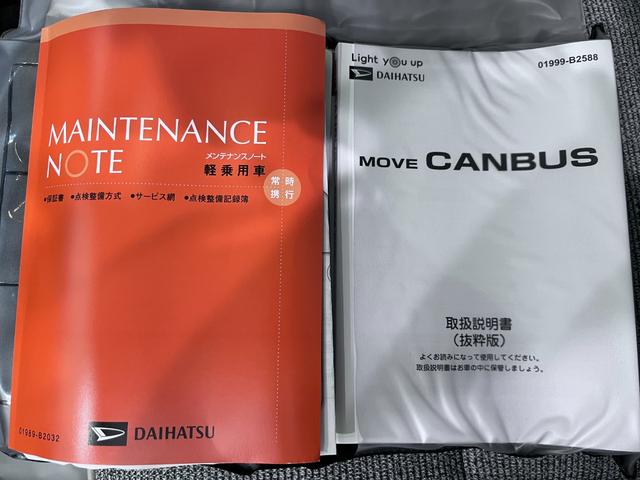 MAINTENANCE
NOTE
メンテナンスノート
軽乗用車
常時
携行
•保証書 •点検整備方式 •サービス網 •点検整備記録簿
01989-B2032
DAIHATSU
Light you up
DAIHATSU
01999-B2588
MOVE CANBUS
取扱説明書
(抜粋版)
よくお読みになって使用してください。
取扱説明書はお車の中に保管しましょう。